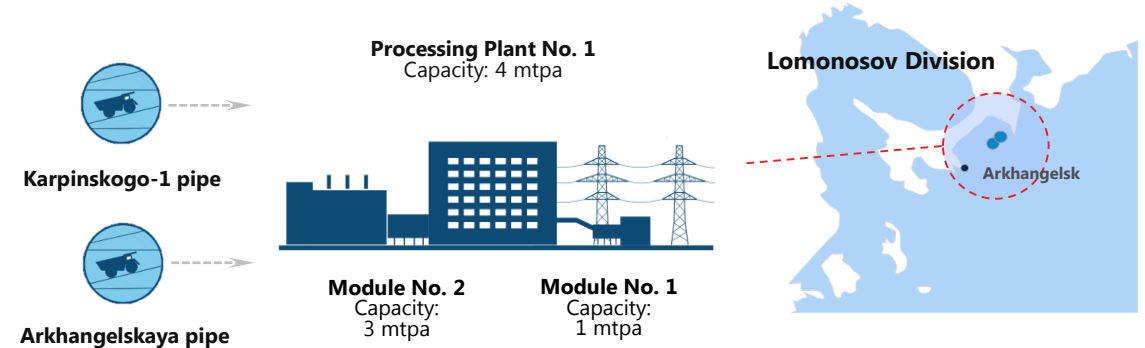 Processing Plant No. 1
Capacity: 4 mtpa
Karpinskogo-1 pipe
Arkhangelskaya pipe
Module No. 2
Capacity:
3 mtpa
Module No. 1
Capacity:
1 mtpa
Lomonosov Division
Arkhangelsk